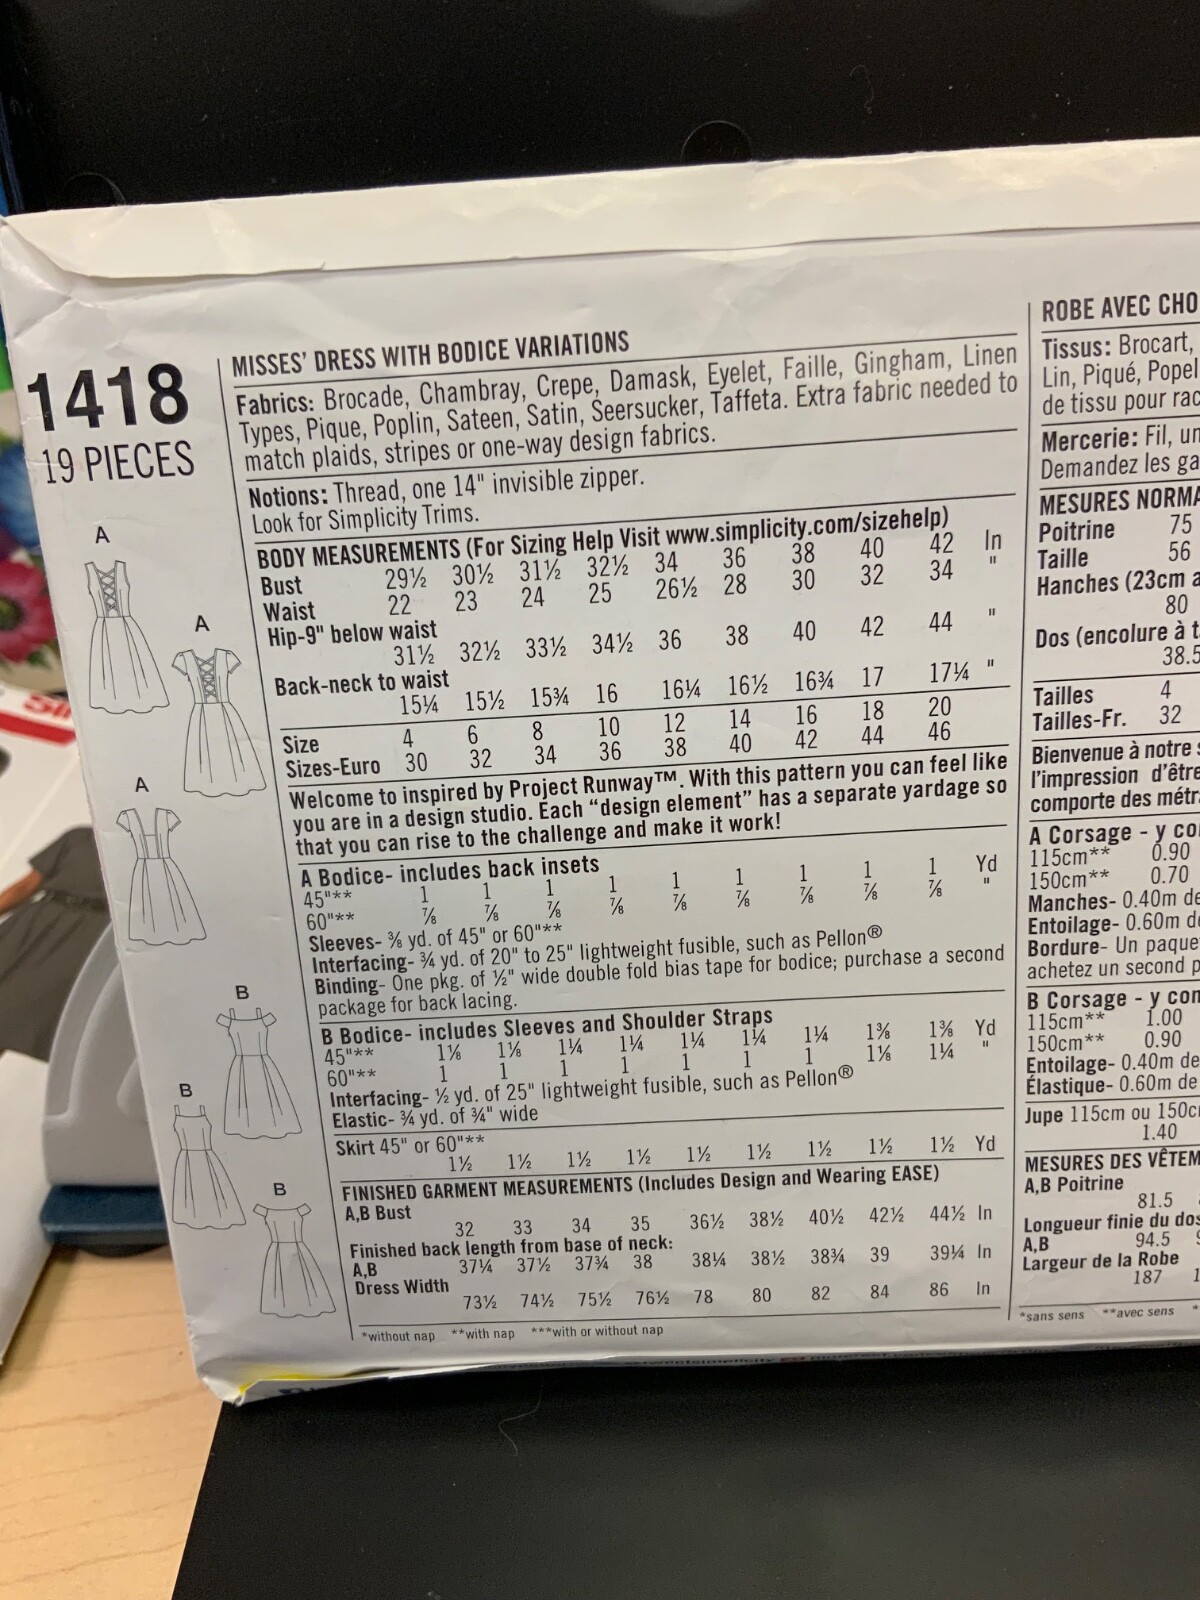 1418
19 PIECES
A
A
A
B
B
B
MISSES' DRESS WITH BODICE VARIATIONS
Fabrics: Brocade, Chambray, Crepe, Damask, Eyelet, Faille, Gingham, Linen
Types, Pique, Poplin, Sateen, Satin, Seersucker, Taffeta. Extra fabric needed to
match plaids, stripes or one-way design fabrics.
Notions: Thread, one 14" invisible zipper.
Look for Simplicity Trims.
BODY MEASUREMENTS (For Sizing Help Visit www.simplicity.com/sizehelp)
Bust 29½ 30½ 31½ 32½ 34 36 38 40 42 In
Waist 22 23 24 25 26½ 28 30 32 34 "
Hip-9" below waist
31½ 32½ 33½ 34½ 36 38 40 42 44 "
Back-neck to waist
15¼ 15½ 15¾ 16 16¼ 16½ 16¾ 17 17¼ "
Size 4 6 8 10 12 14 16 18 20
Sizes-Euro 30 32 34 36 38 40 42 44 46
Welcome to inspired by Project Runway™. With this pattern you can feel like
you are in a design studio. Each “design element” has a separate yardage so
that you can rise to the challenge and make it work!
A Bodice- includes back insets
45"** 1 1 1 1 1 1 1 1 1 Yd
60"** ⅞ ⅞ ⅞ ⅞ ⅞ ⅞ ⅞ ⅞ ⅞ "
Sleeves- ⅜ yd. of 45" or 60"**
Interfacing- ¾ yd. of 20" to 25" lightweight fusible, such as Pellon®
Binding- One pkg. of ½" wide double fold bias tape for bodice; purchase a second
package for back lacing.
B Bodice- includes Sleeves and Shoulder Straps
45"** 1⅛ 1⅛ 1¼ 1¼ 1¼ 1¼ 1¼ 1⅜ 1⅜ Yd
60"** 1 1 1 1 1 1 1 1⅛ 1¼ "
Interfacing- ½ yd. of 25" lightweight fusible, such as Pellon®
Elastic- ¾ yd. of ¾" wide
Skirt 45" or 60"**
1½ 1½ 1½ 1½ 1½ 1½ 1½ 1½ 1½ Yd
FINISHED GARMENT MEASUREMENTS (Includes Design and Wearing EASE)
A,B Bust
32 33 34 35 36½ 38½ 40½ 42½ 44½ In
Finished back length from base of neck:
A,B 37¼ 37½ 37¾ 38 38¼ 38½ 38¾ 39 39¼ In
Dress Width
73½ 74½ 75½ 76½ 78 80 82 84 86 In
*without nap **with nap ***with or without nap
ROBE AVEC CHO
Tissus: Brocart,
Lin, Piqué, Popel
de tissu pour rac
Mercerie: Fil, un
Demandez les ga
MESURES NORMA
Poitrine 75
Taille 56
Hanches (23cm a
80
Dos (encolure à t
38.5
Tailles 4
Tailles-Fr. 32
Bienvenue à notre s
l'impression d'être
comporte des métra
A Corsage - y co
115cm** 0.90
150cm** 0.70
Manches- 0.40m de
Entoilage- 0.60m de
Bordure- Un paque
achetez un second p
B Corsage - y con
115cm** 1.00
150cm** 0.90
Entoilage- 0.40m de
Élastique- 0.60m de
Jupe 115cm ou 150c
1.40
MESURES DES VÊTEM
A,B Poitrine
81.5
Longueur finie du dos
A,B 94.5
Largeur de la Robe
187
*sans sens **avec sens